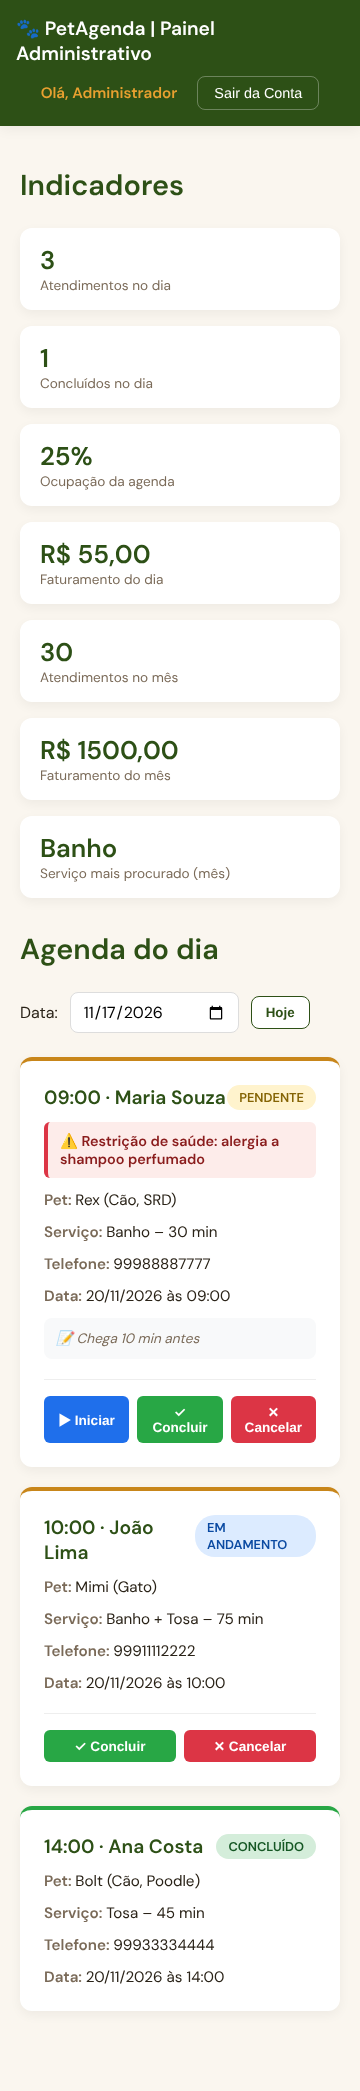 🐾 PetAgenda | Painel
Administrativo
Olá, Administrador
Sair da Conta
Indicadores
3
Atendimentos no dia
1
Concluídos no dia
25%
Ocupação da agenda
R$ 55,00
Faturamento do dia
30
Atendimentos no mês
R$ 1500,00
Faturamento do mês
Banho
Serviço mais procurado (mês)
Agenda do dia
Data: 11/17/2026 Hoje
09:00 · Maria Souza PENDENTE
⚠️ Restrição de saúde: alergia a
shampoo perfumado
Pet: Rex (Cão, SRD)
Serviço: Banho – 30 min
Telefone: 99988887777
Data: 20/11/2026 às 09:00
📝 Chega 10 min antes
▶ Iniciar
✓
Concluir
✕
Cancelar
10:00 · João
Lima
EM
ANDAMENTO
Pet: Mimi (Gato)
Serviço: Banho + Tosa – 75 min
Telefone: 99911112222
Data: 20/11/2026 às 10:00
✓ Concluir
✕ Cancelar
14:00 · Ana Costa CONCLUÍDO
Pet: Bolt (Cão, Poodle)
Serviço: Tosa – 45 min
Telefone: 99933334444
Data: 20/11/2026 às 14:00